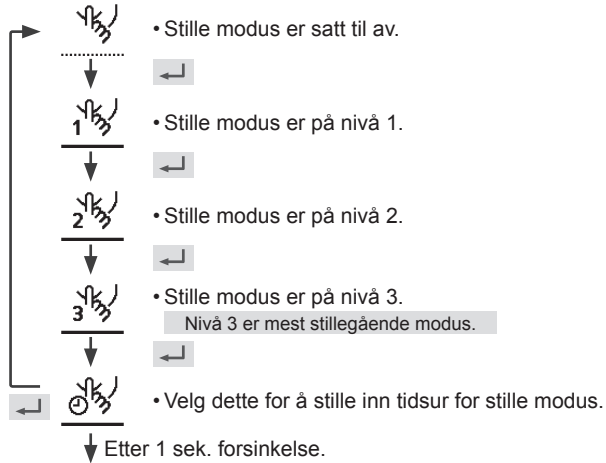 • Stille modus er satt til av.
1
• Stille modus er på nivå 1.
2
• Stille modus er på nivå 2.
3
• Stille modus er på nivå 3.
Nivå 3 er mest stillegående modus.
• Velg dette for å stille inn tidsur for stille modus.
Etter 1 sek. forsinkelse.